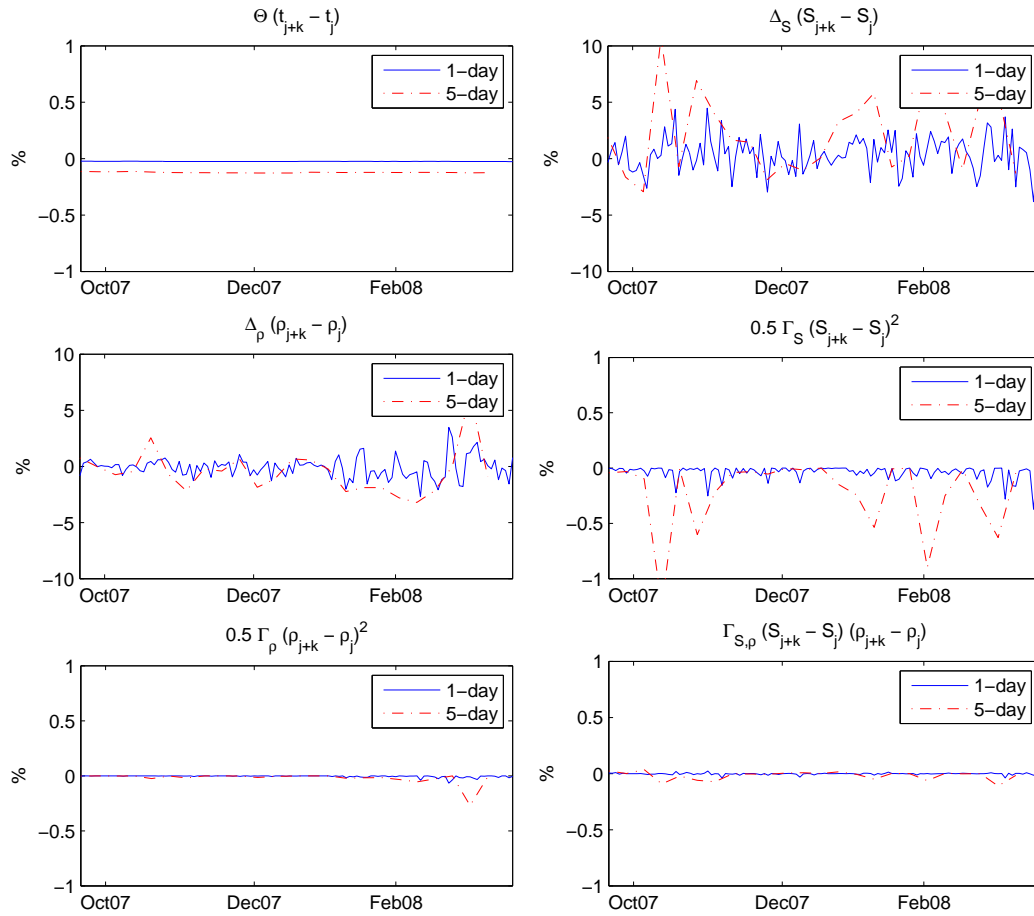 Θ (t_{j+k} − t_j)
1
0.5
0
−0.5
−1
%
Oct07 Dec07 Feb08
1−day
5−day
Δ_S (S_{j+k} − S_j)
10
5
0
−5
−10
%
Oct07 Dec07 Feb08
1−day
5−day
Δ_ρ (ρ_{j+k} − ρ_j)
10
5
0
−5
−10
%
Oct07 Dec07 Feb08
1−day
5−day
0.5 Γ_S (S_{j+k} − S_j)^2
1
0.5
0
−0.5
−1
%
Oct07 Dec07 Feb08
1−day
5−day
0.5 Γ_ρ (ρ_{j+k} − ρ_j)^2
1
0.5
0
−0.5
−1
%
Oct07 Dec07 Feb08
1−day
5−day
Γ_{S,ρ} (S_{j+k} − S_j) (ρ_{j+k} − ρ_j)
1
0.5
0
−0.5
−1
%
Oct07 Dec07 Feb08
1−day
5−day